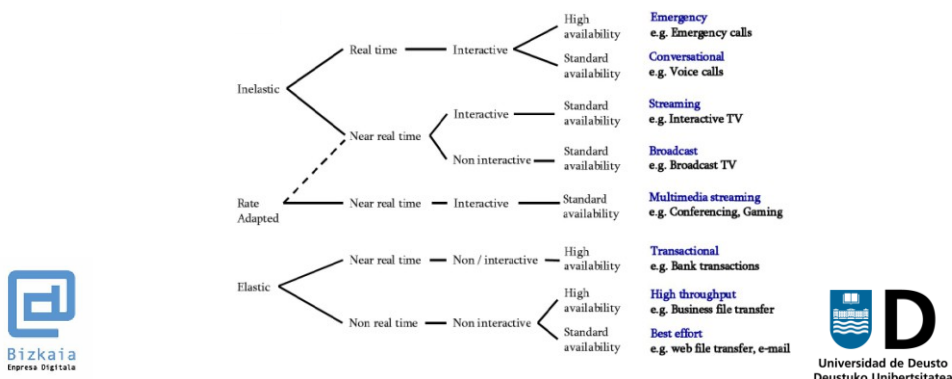 High
availability
Emergency
e.g. Emergency calls
Real time
Interactive
Standard
availability
Conversational
e.g. Voice calls
Inelastic
Interactive
Standard
availability
Streaming
e.g. Interactive TV
Near real time
Non interactive
Standard
availability
Broadcast
e.g. Broadcast TV
Rate
Adapted
Near real time
Interactive
Standard
availability
Multimedia streaming
e.g. Conferencing, Gaming
Elastic
Near real time
Non / interactive
High
availability
Transactional
e.g. Bank transactions
Non real time
Non interactive
High
availability
High throughput
e.g. Business file transfer
Standard
availability
Best effort
e.g. web file transfer, e-mail
Bizkaia
Enpresa Digitala
D
Universidad de Deusto
Deustuko Unibertsitatea